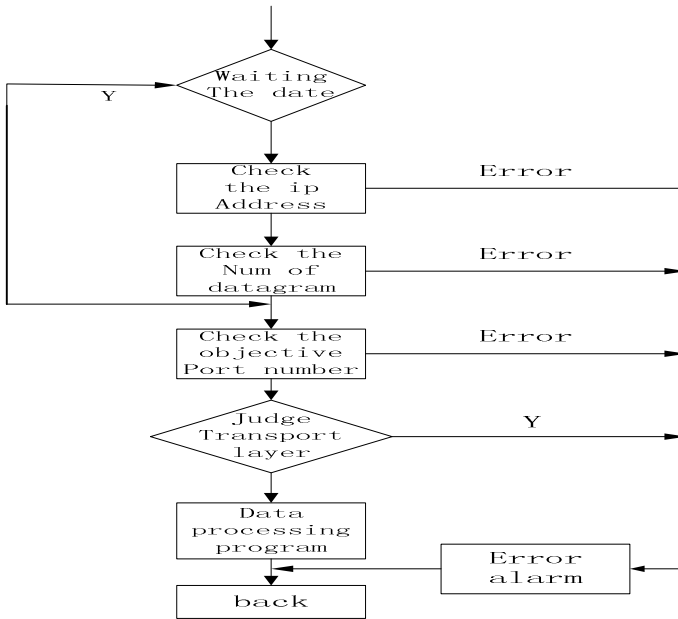 Waiting
The date
Y
Check
the ip
Address
Error
Check the
Num of
datagram
Error
Check the
objective
Port number
Error
Judge
Transport
layer
Y
Data
processing
program
Error
alarm
back